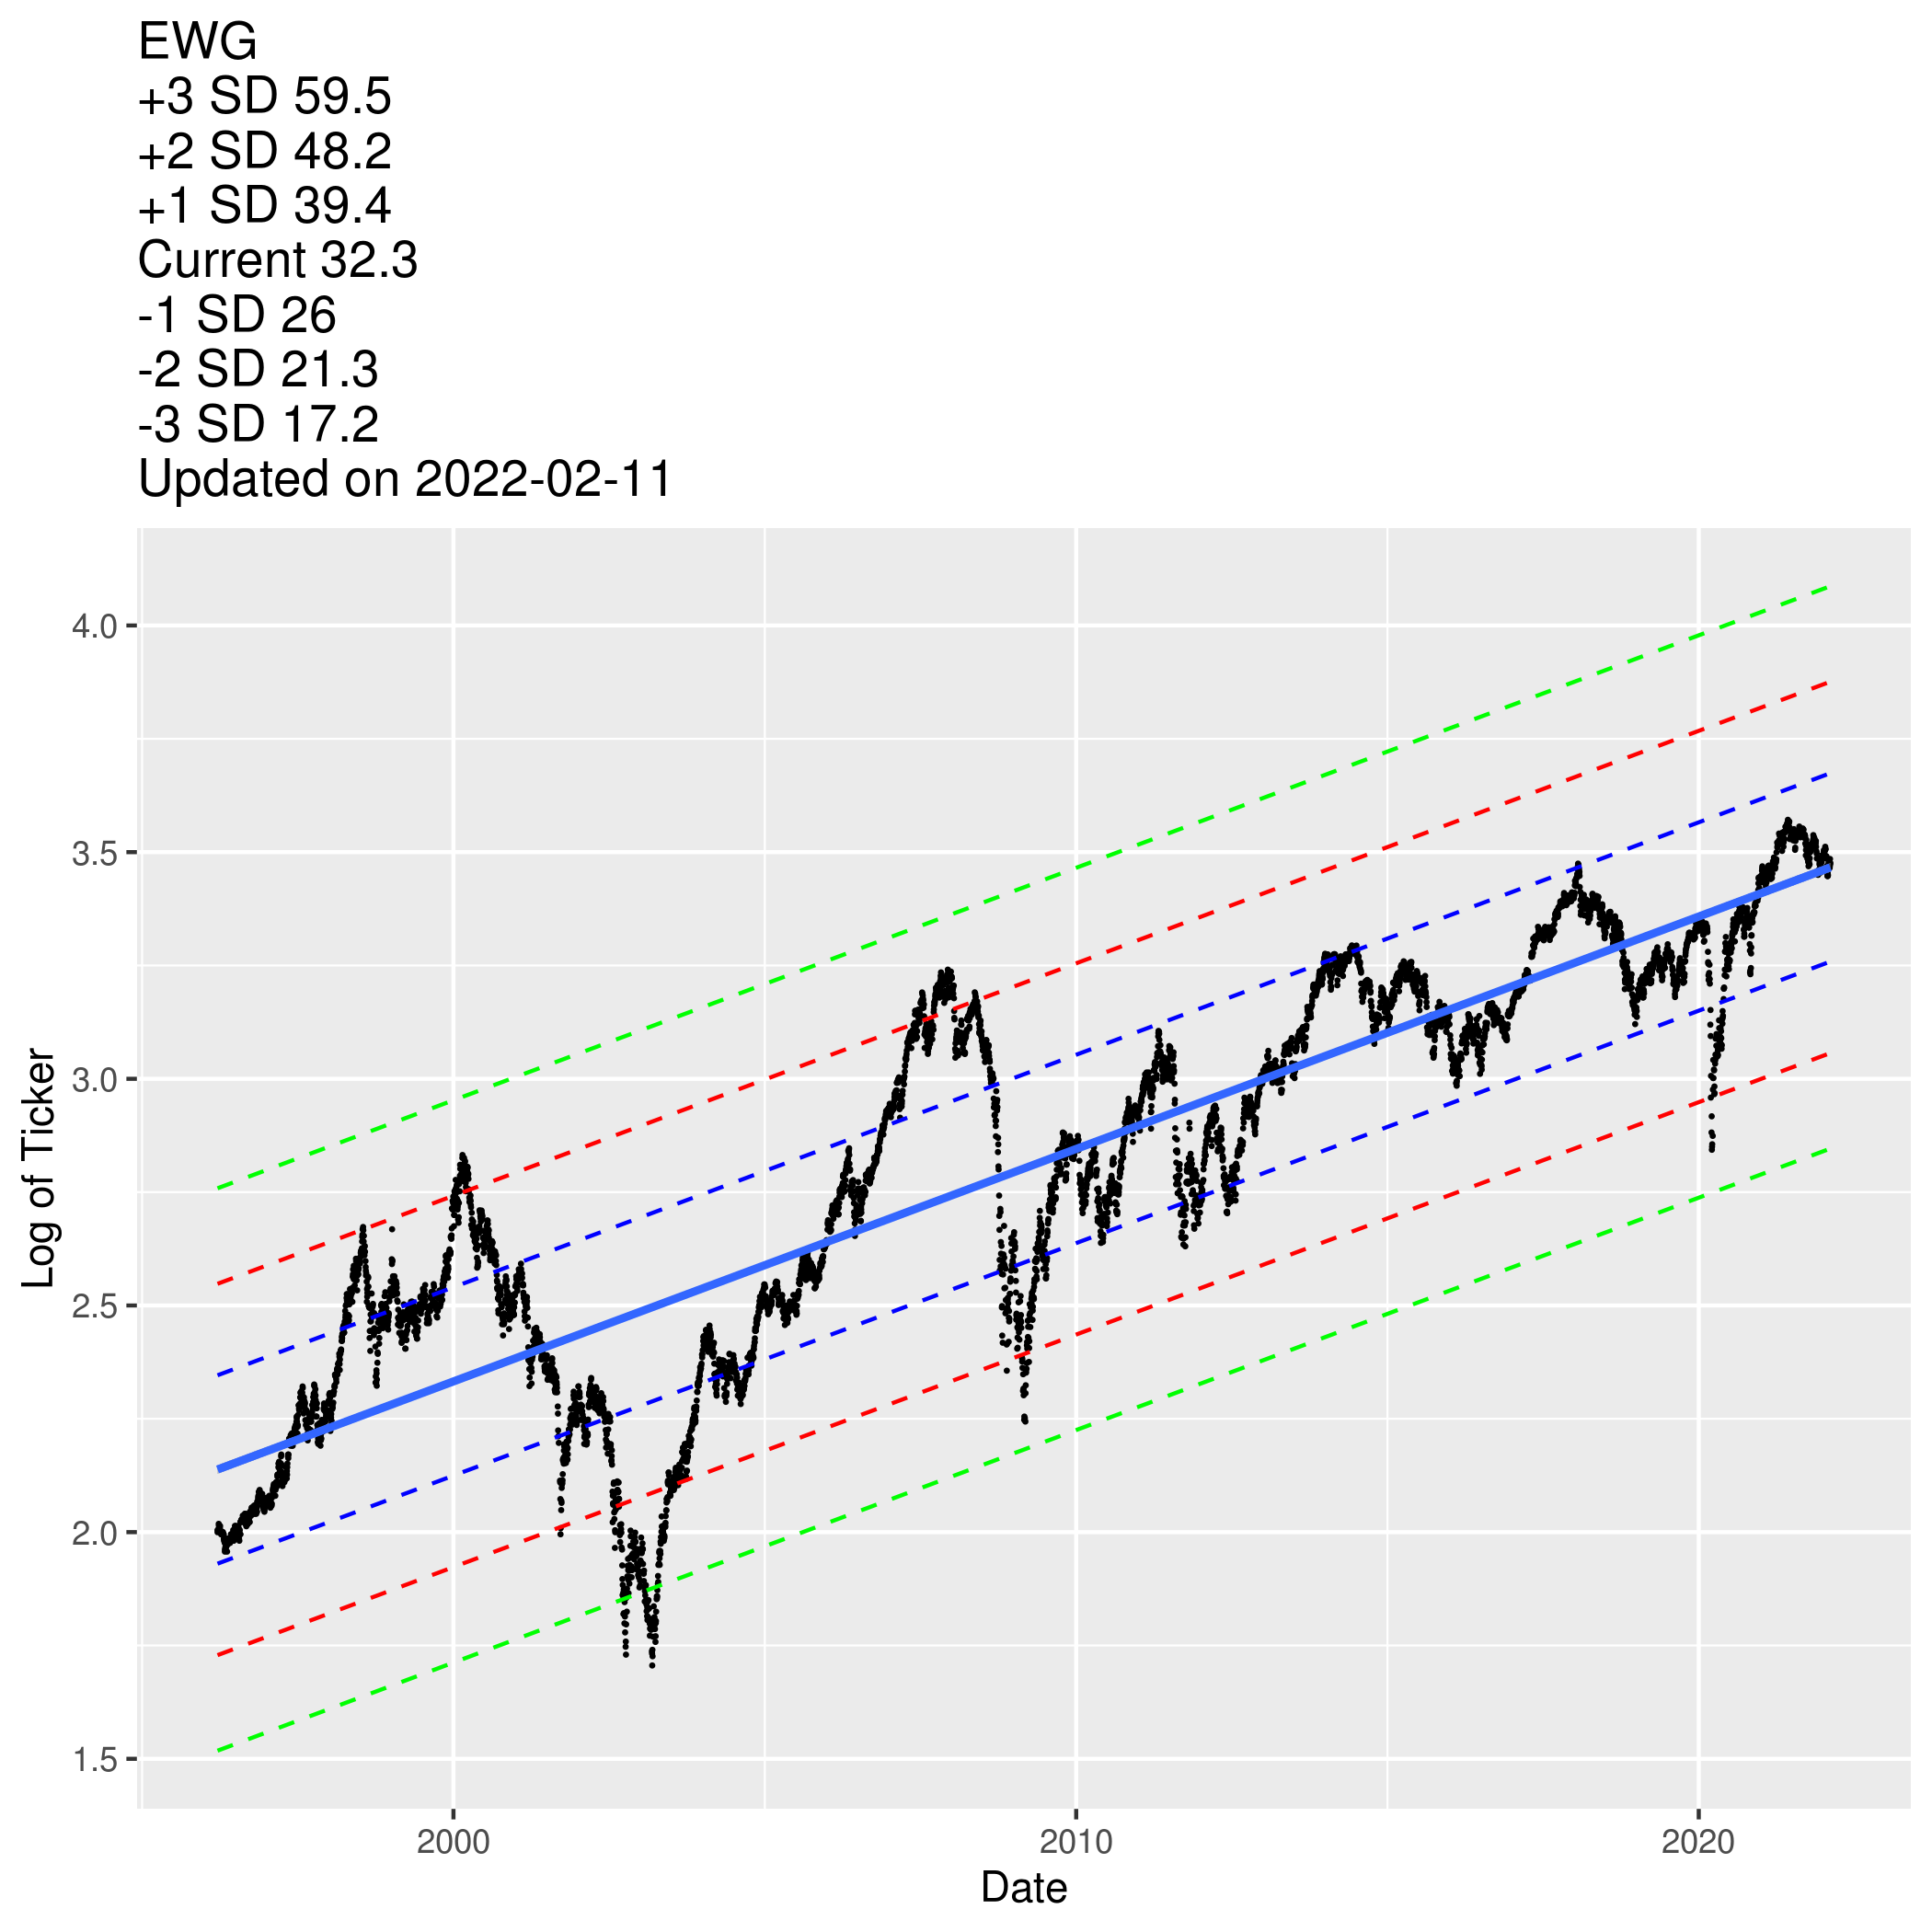 EWG
+3 SD 59.5
+2 SD 48.2
+1 SD 39.4
Current 32.3
-1 SD 26
-2 SD 21.3
-3 SD 17.2
Updated on 2022-02-11
4.0
3.5
3.0
2.5
2.0
1.5
Log of Ticker
2000 2010 2020
Date